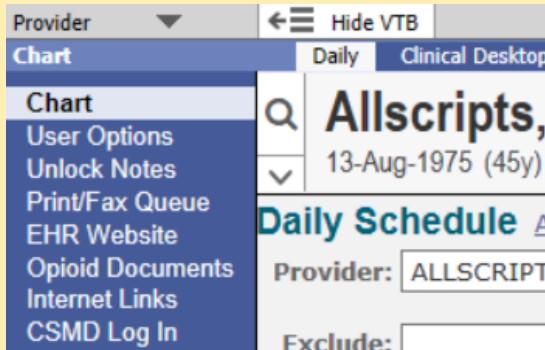 Provider Hide VTB
Chart Daily Clinical Desktop
Chart
User Options
Unlock Notes
Print/Fax Queue
EHR Website
Opioid Documents
Internet Links
CSMD Log In
Allscripts,
13-Aug-1975 (45y)
Daily Schedule A
Provider: ALLSCRIPT
Exclude: